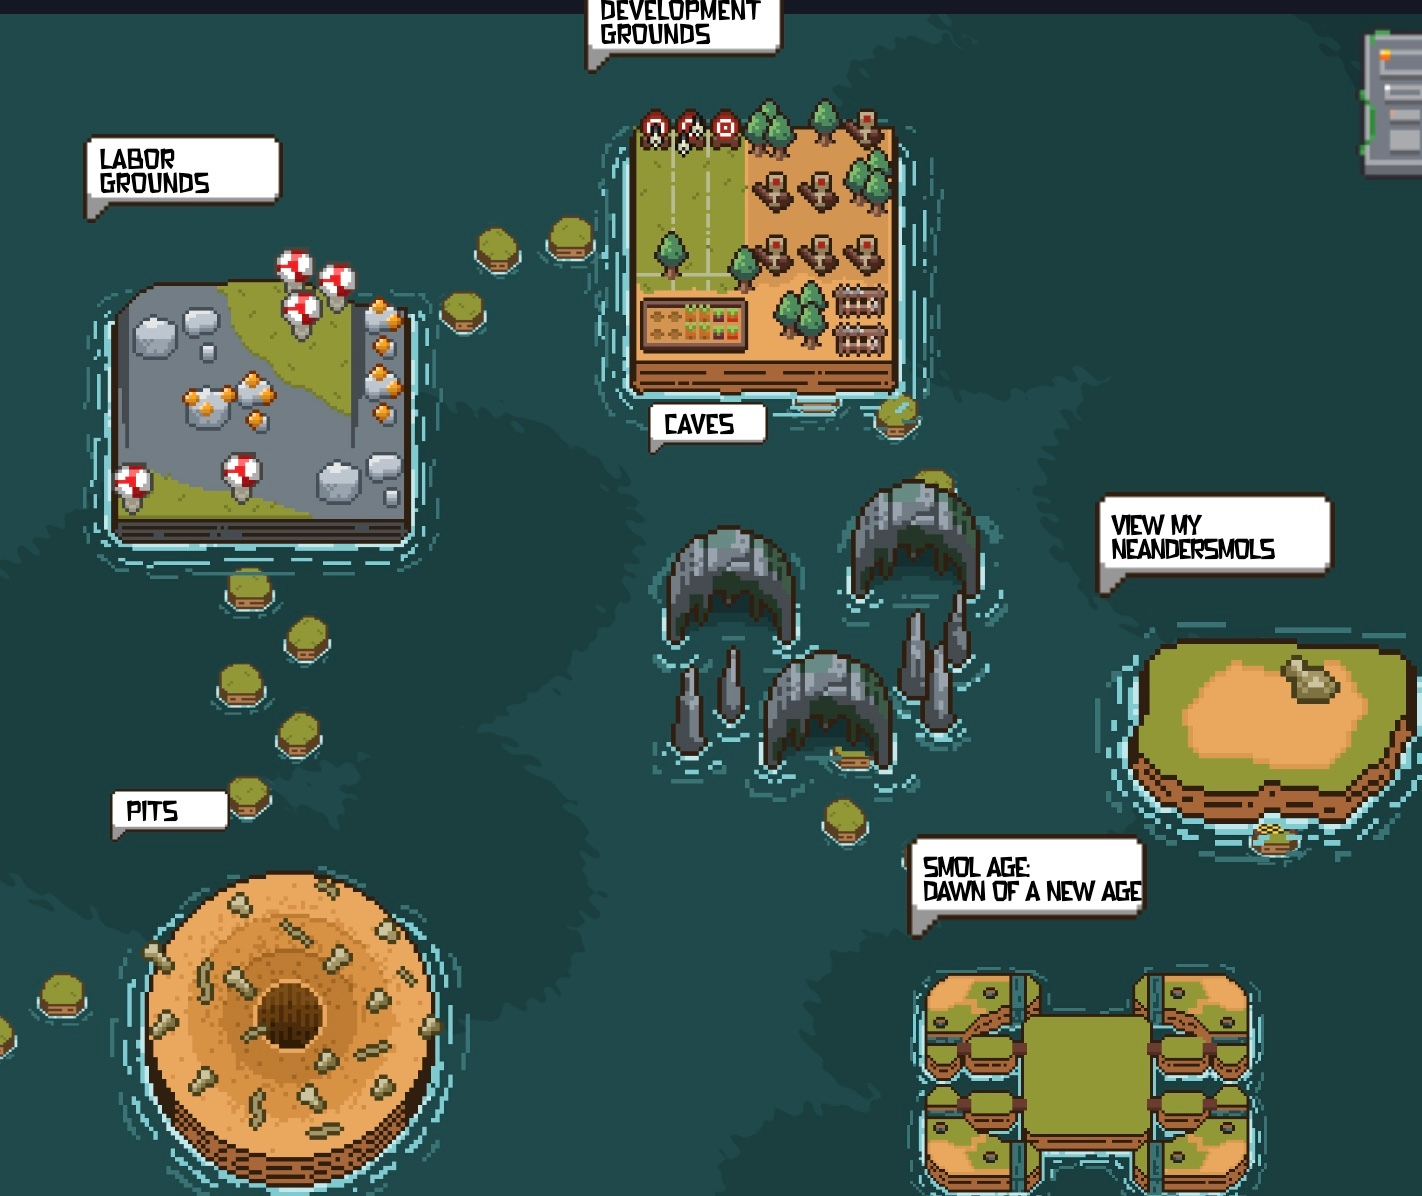 DEVELOPMENT
GROUNDS
LABOR
GROUNDS
CAVES
VIEW MY
NEANDERSMOLS
PITS
SMOL AGE:
DAWN OF A NEW AGE